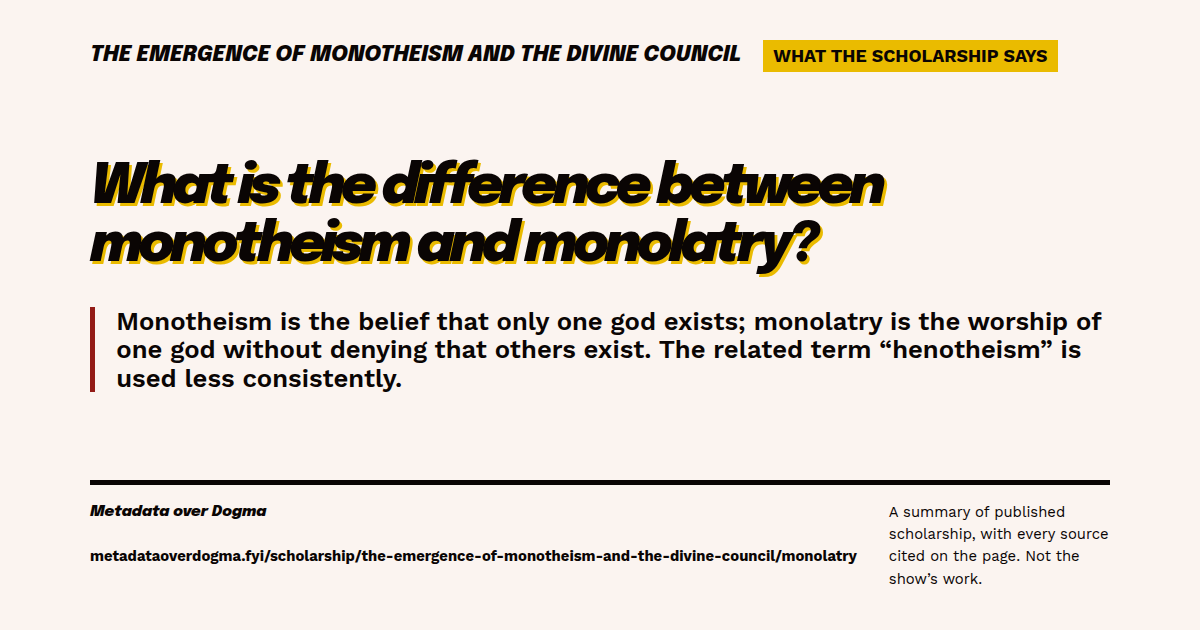 THE EMERGENCE OF MONOTHEISM AND THE DIVINE COUNCIL
WHAT THE SCHOLARSHIP SAYS
What is the difference between
monotheism and monolatry?
Monotheism is the belief that only one god exists; monolatry is the worship of
one god without denying that others exist. The related term “henotheism” is
used less consistently.
Metadata over Dogma
metadataoverdogma.fyi/scholarship/the-emergence-of-monotheism-and-the-divine-council/monolatry
A summary of published
scholarship, with every source
cited on the page. Not the
show’s work.